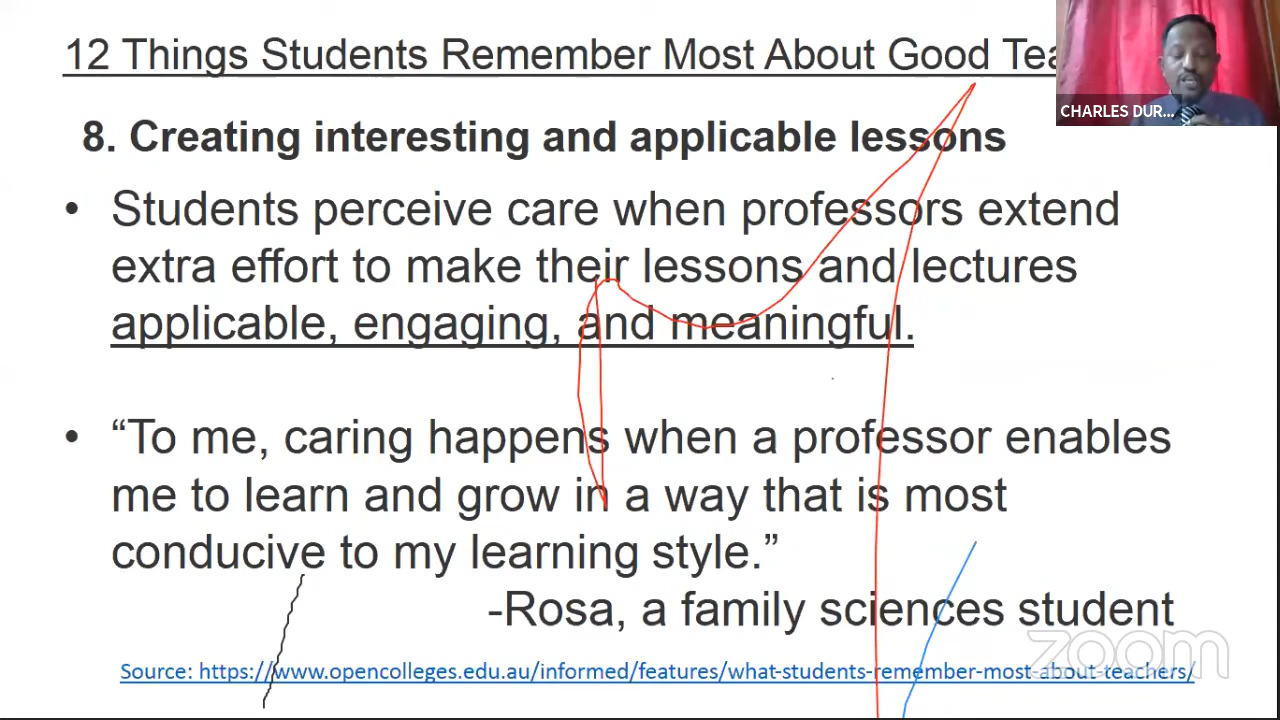 12 Things Students Remember Most About Good
CHARLES DUR...
8. Creating interesting and applicable lessons
• Students perceive care when professors extend
extra effort to make their lessons and lectures
applicable, engaging, and meaningful.
• “To me, caring happens when a professor enables
me to learn and grow in a way that is most
conducive to my learning style.”
-Rosa, a family sciences student
zoom
Source: https://www.opencolleges.edu.au/informed/features/what-students-remember-most-about-teachers/